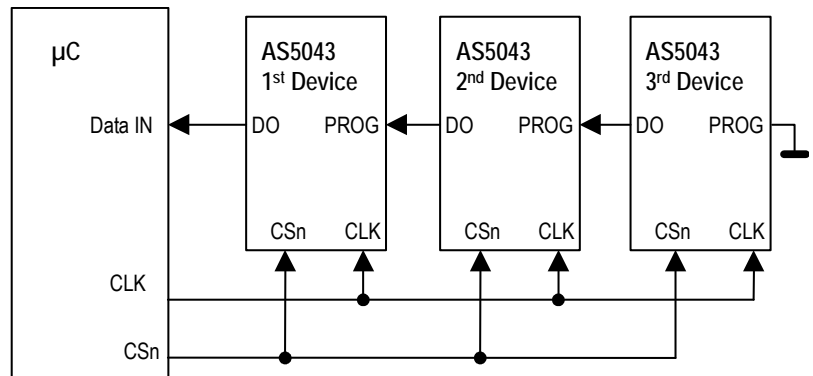 µC
AS5043
1st Device
AS5043
2nd Device
AS5043
3rd Device
Data IN
DO
PROG
DO
PROG
DO
PROG
CSn
CLK
CSn
CLK
CSn
CLK
CLK
CSn